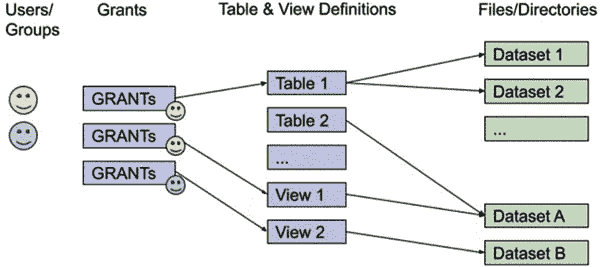 Users/
Groups
Grants
Table & View Definitions
Files/Directories
GRANTs
GRANTs
GRANTs
Table 1
Table 2
...
View 1
View 2
Dataset 1
Dataset 2
...
Dataset A
Dataset B